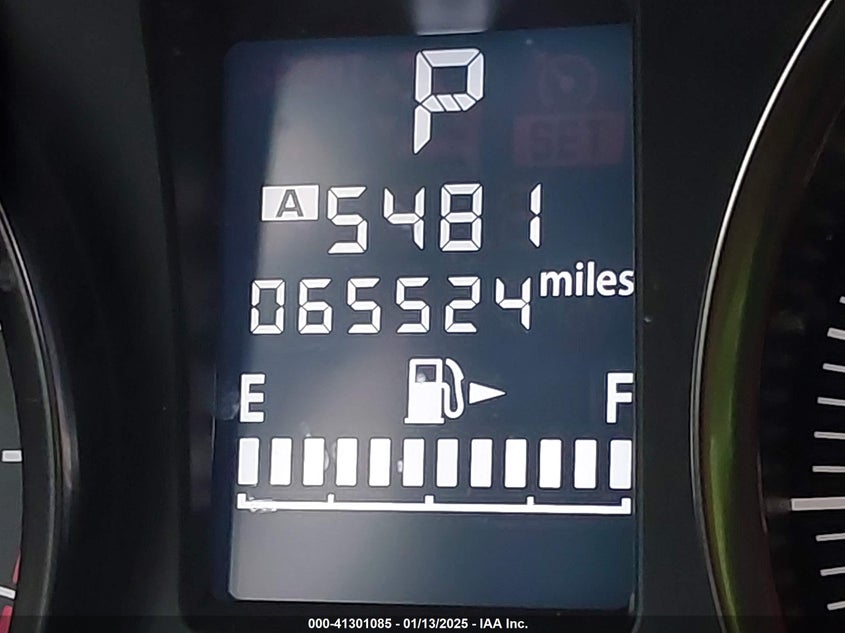 P
A 5481
065524 miles
E F
000-41301085 - 01/13/2025 - IAA Inc.